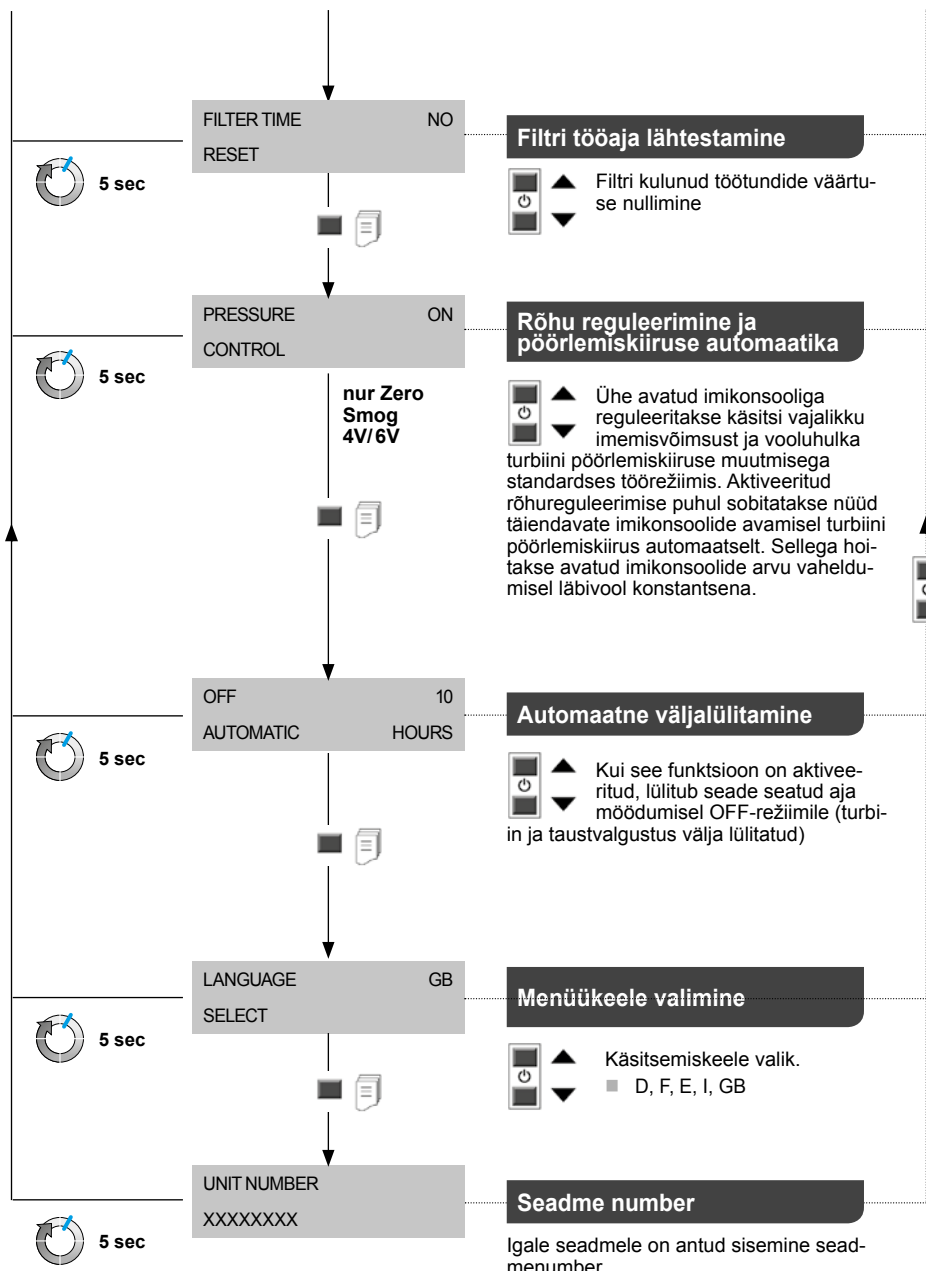 FILTER TIME NO
RESET
5 sec
Filtri tööaja lähtestamine
Filtri kulunud töötundide väärtu-
se nullimine
PRESSURE ON
CONTROL
5 sec
nur Zero
Smog
4V/6V
Rõhu reguleerimine ja
pöörlemiskiiruse automaatika
Ühe avatud imikonsooliga
reguleeritakse käsitsi vajalikku
imemisvõimsust ja vooluhulka
turbiini pöörlemiskiiruse muutmisega
standardses töörežiimis. Aktiveeritud
rõhureguleerimise puhul sobitatakse nüüd
täiendavate imikonsoolide avamisel turbiini
pöörlemiskiirus automaatselt. Sellega hoi-
takse avatud imikonsoolide arvu vaheldu-
misel läbivool konstantsena.
OFF 10
AUTOMATIC HOURS
5 sec
Automaatne väljalülitamine
Kui see funktsioon on aktivee-
ritud, lülitub seade seatud aja
möödumisel OFF-režiimile (turbi-
in ja taustvalgustus välja lülitatud)
LANGUAGE GB
SELECT
5 sec
Menüükeele valimine
Käsitsemiskeele valik.
D, F, E, I, GB
UNIT NUMBER
XXXXXXXX
5 sec
Seadme number
Igale seadmele on antud sisemine sead-
menumber